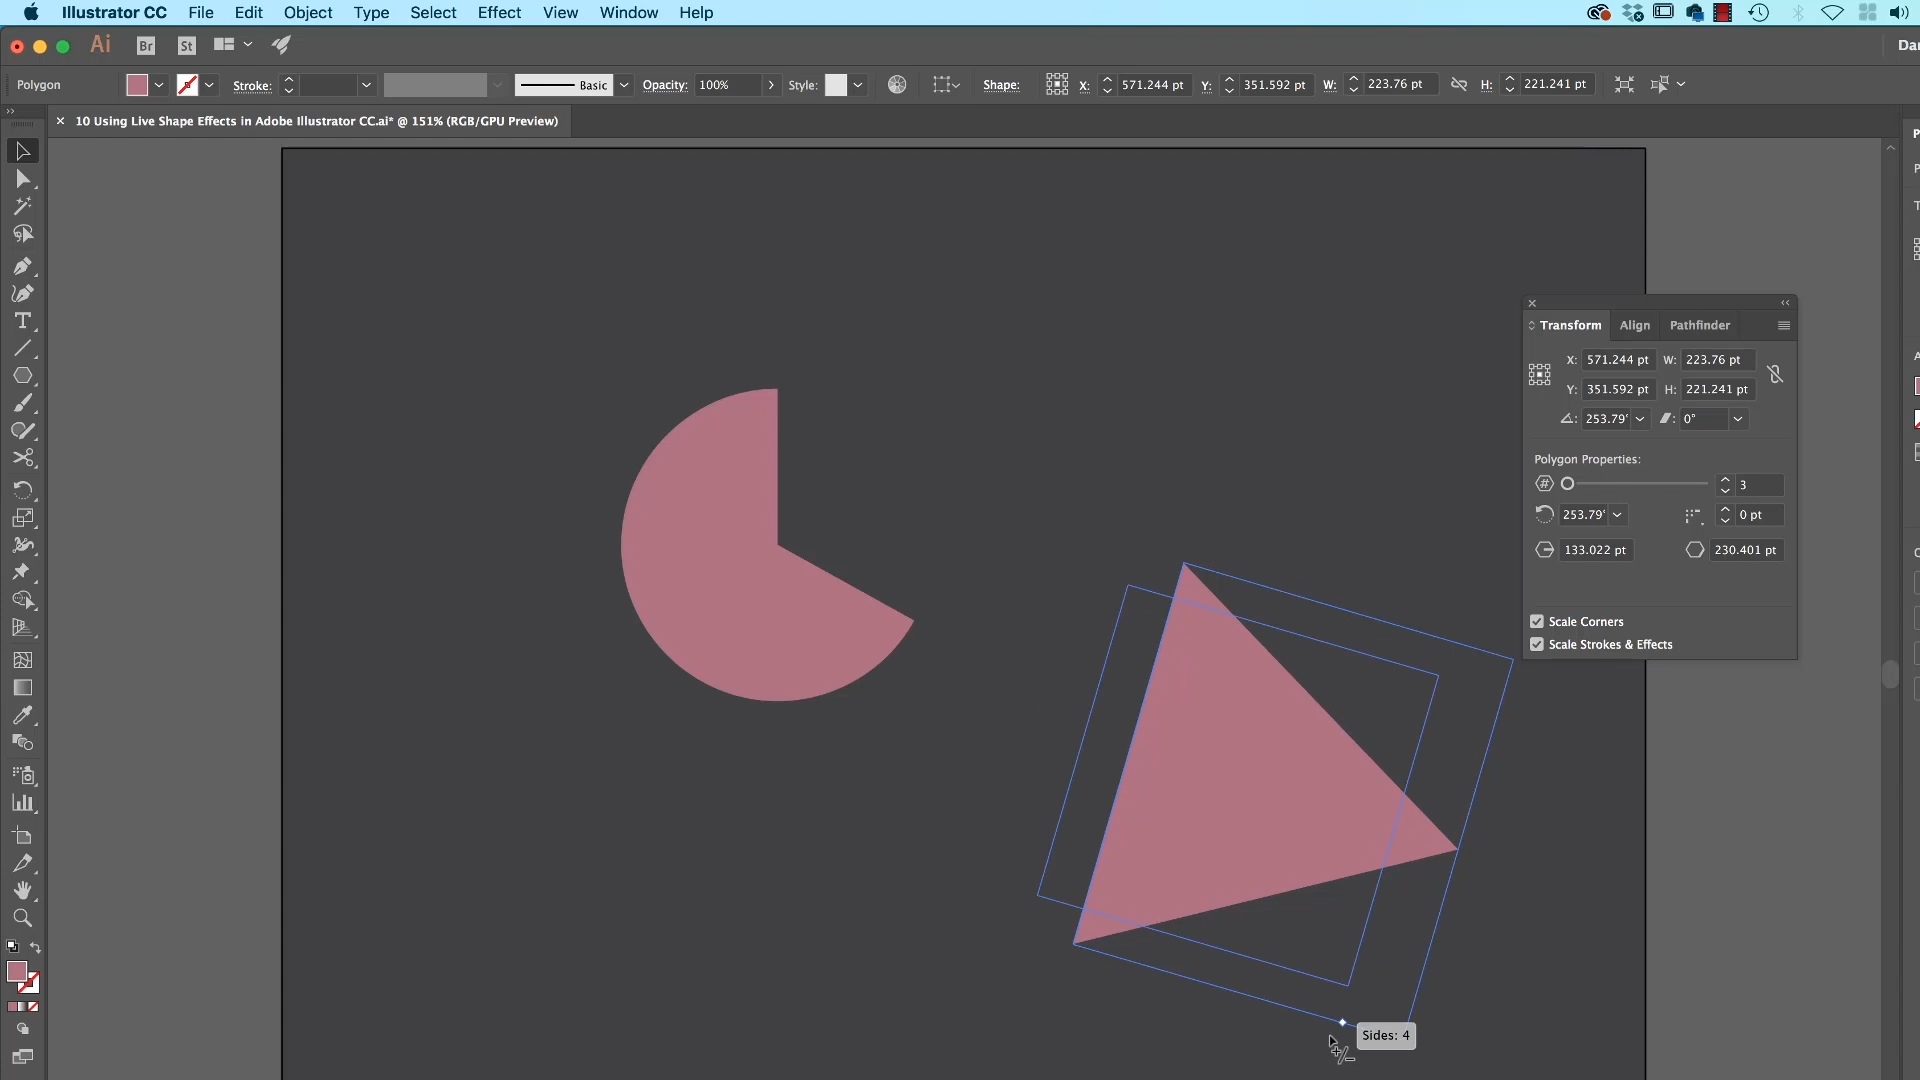 Illustrator CC File Edit Object Type Select Effect View Window Help
Ai Br St
Dar
Polygon Stroke: Basic Opacity: 100% Style: Shape: X: 571.244 pt Y: 351.592 pt W: 223.76 pt H: 221.241 pt
10 Using Live Shape Effects in Adobe Illustrator CC.ai* @ 151% (RGB/GPU Preview)
Transform Align Pathfinder
X: 571.244 pt W: 223.76 pt
Y: 351.592 pt H: 221.241 pt
253.79° 0°
Polygon Properties:
3
253.79° 0 pt
133.022 pt 230.401 pt
Scale Corners
Scale Strokes & Effects
Sides: 4